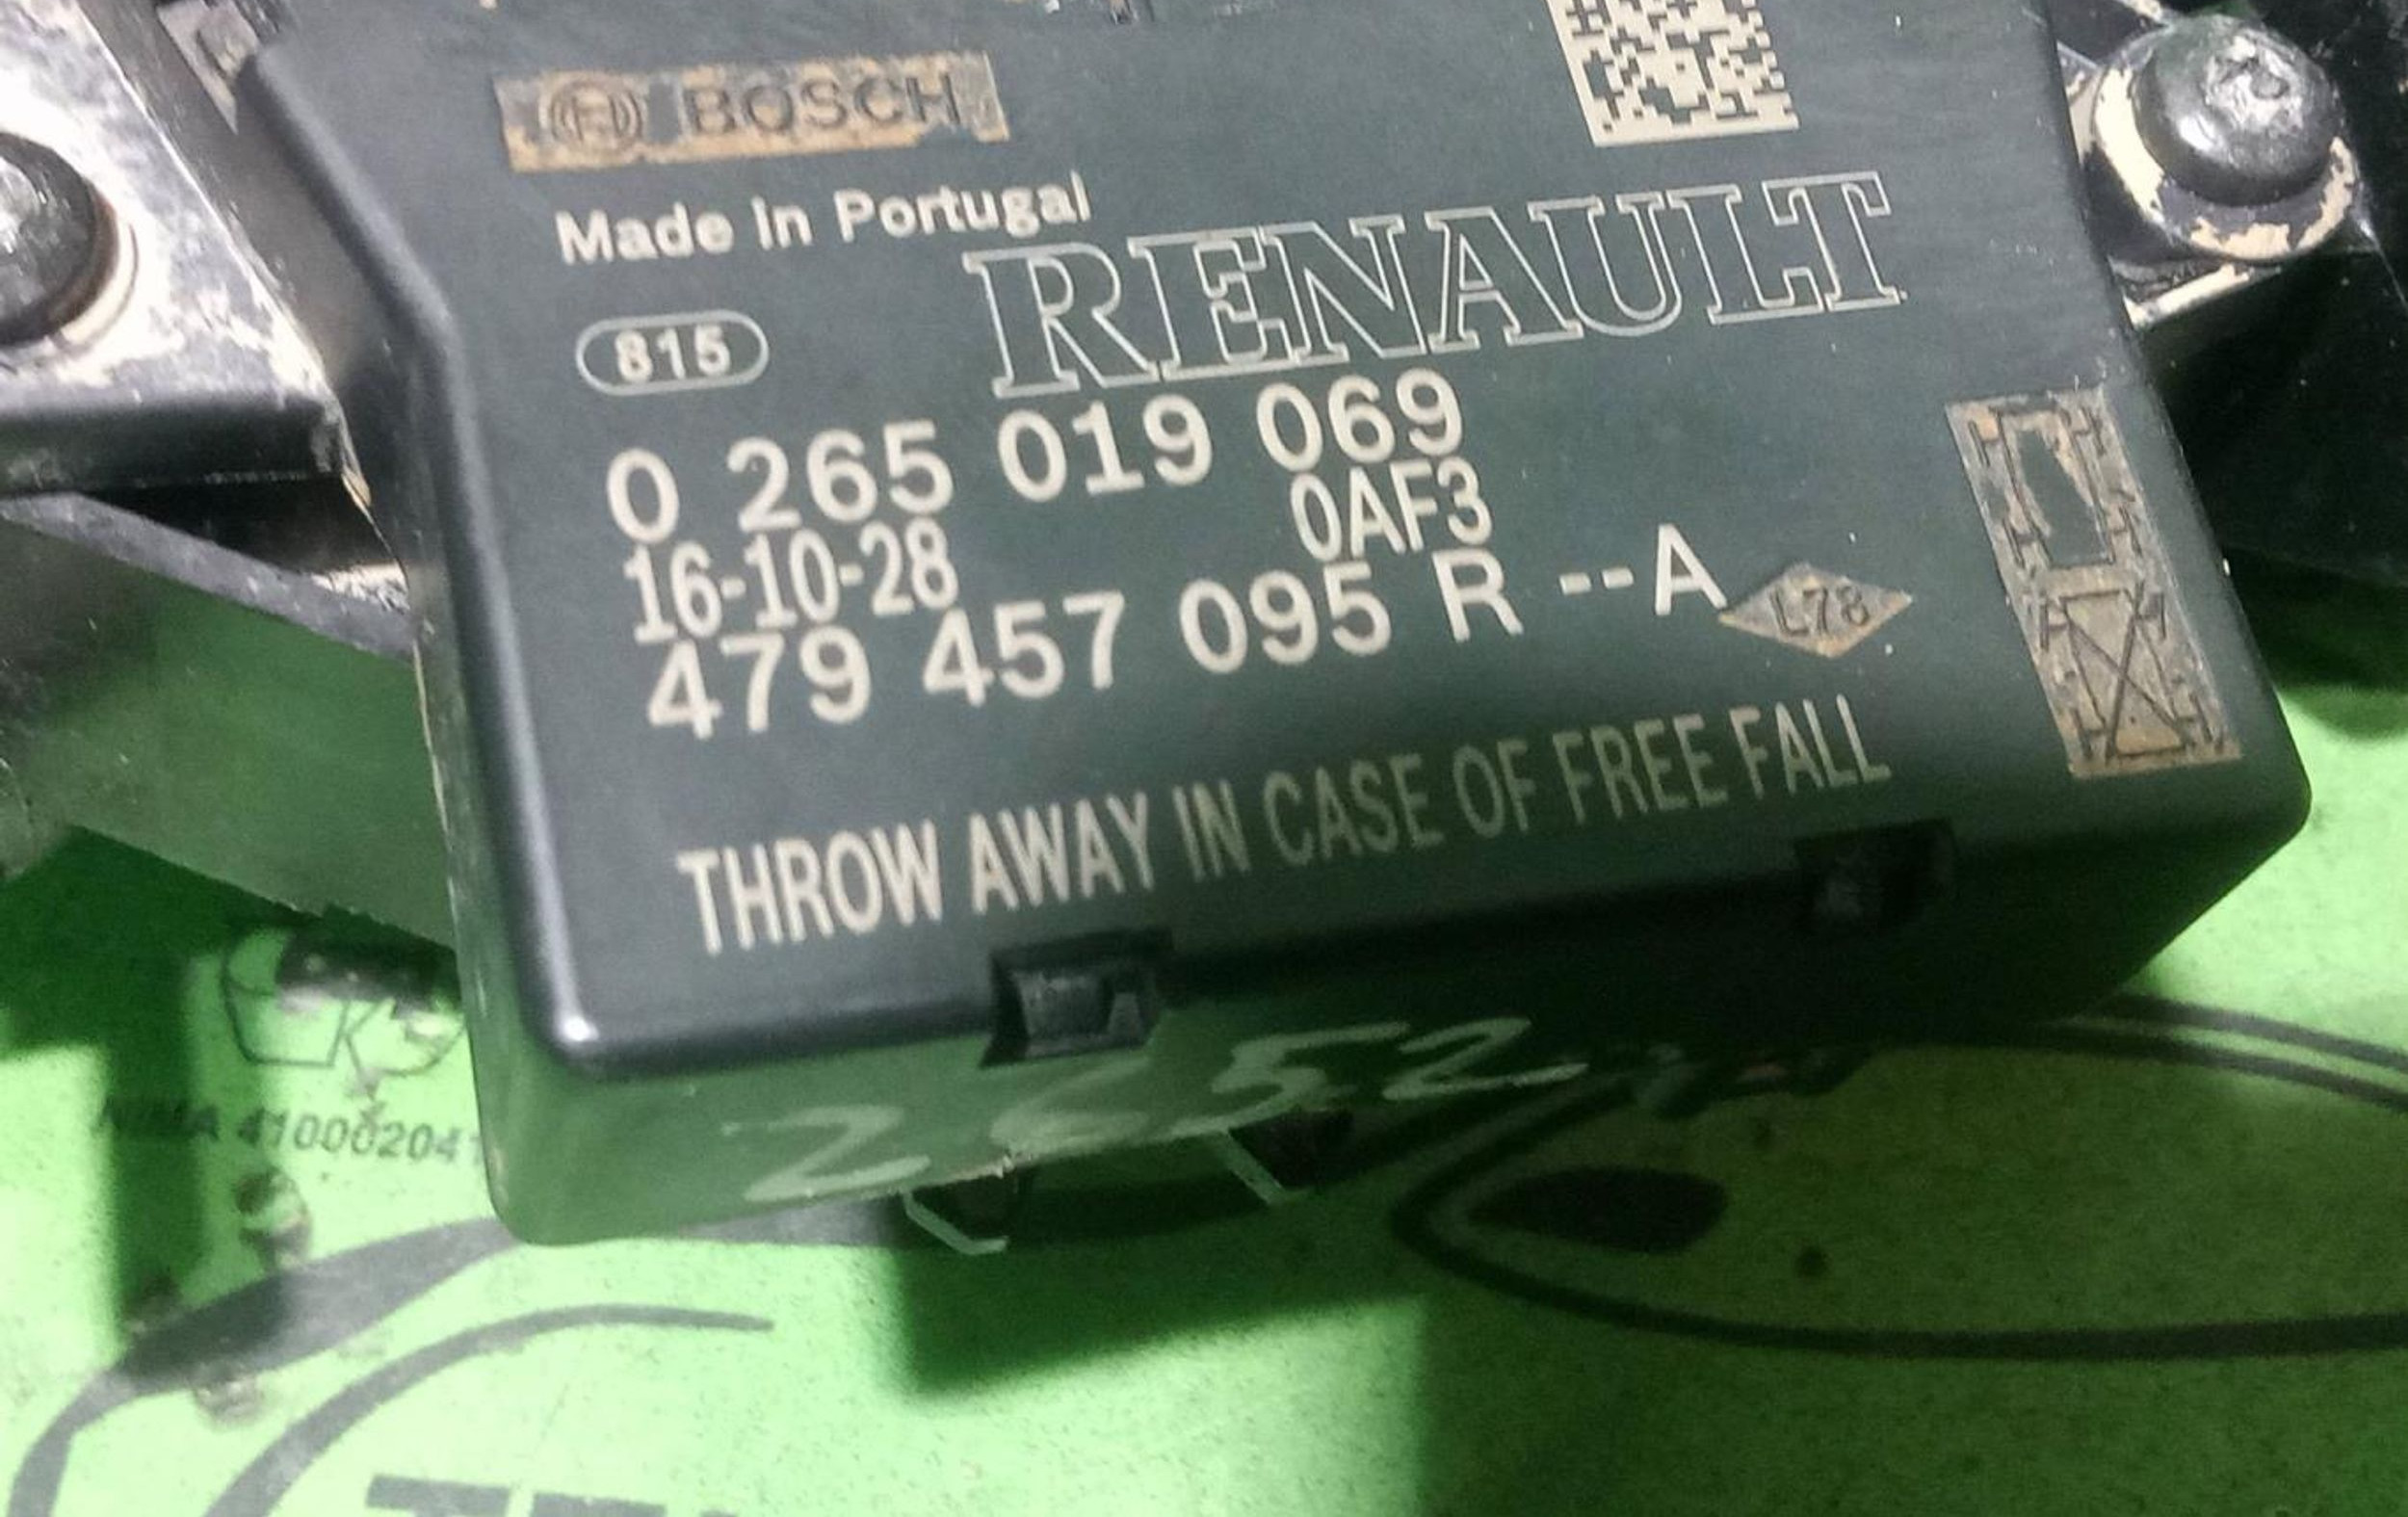 BOSCH
Made in Portugal
RENAULT
815
0 265 019 069
16-10-28 0AF3
479 457 095 R --A
L78
THROW AWAY IN CASE OF FREE FALL
2652